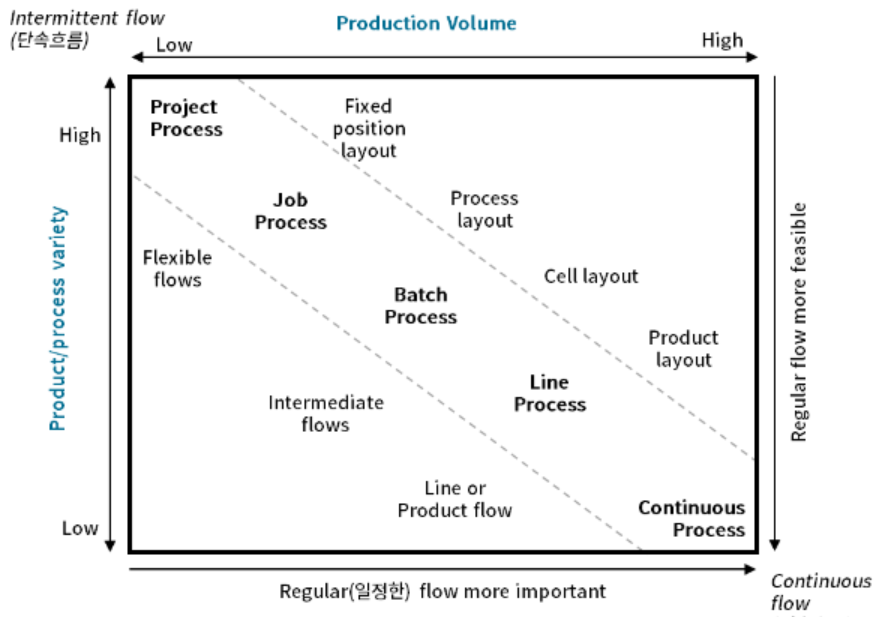 Intermittent flow
(단속흐름)
Production Volume
Low
High
Project
Process
Fixed
position
layout
High
Job
Process
Process
layout
Flexible
flows
Cell layout
Batch
Process
Product
layout
Line
Process
Intermediate
flows
Line or
Product flow
Continuous
Process
Low
Product/process variety
Regular flow more feasible
Regular(일정한) flow more important
Continuous
flow